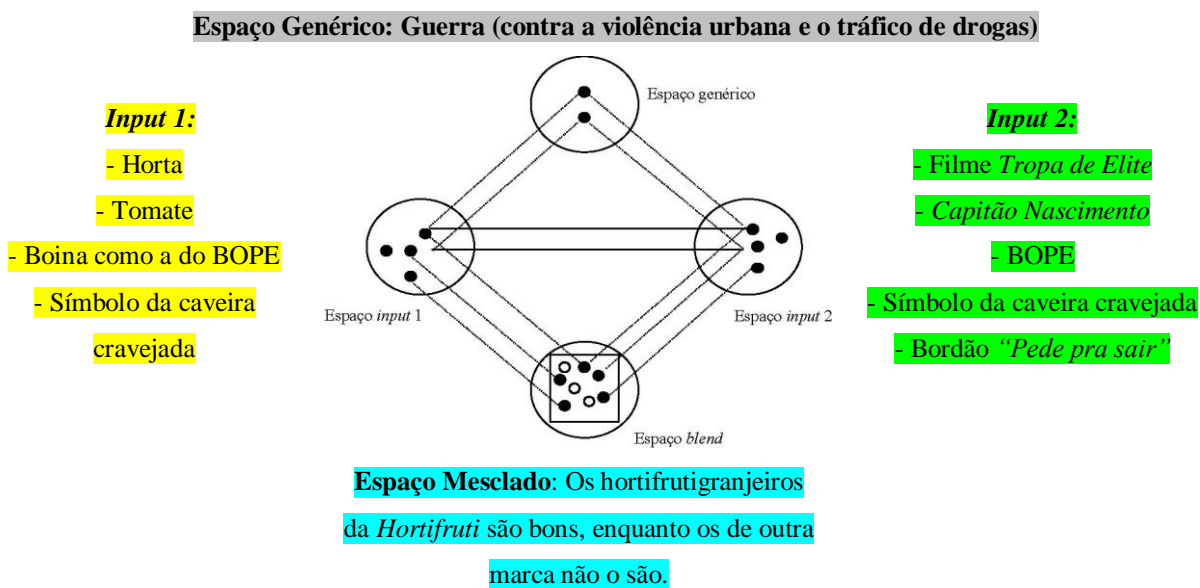 Espaço Genérico: Guerra (contra a violência urbana e o tráfico de drogas)
Espaço genérico
Input 1:
- Horta
- Tomate
- Boina como a do BOPE
- Símbolo da caveira
cravejada
Input 2:
- Filme Tropa de Elite
- Capitão Nascimento
- BOPE
- Símbolo da caveira cravejada
- Bordão “Pede pra sair”
Espaço input 1
Espaço input 2
Espaço blend
Espaço Mesclado: Os hortifrutigranjeiros
da Hortifruti são bons, enquanto os de outra
marca não o são.